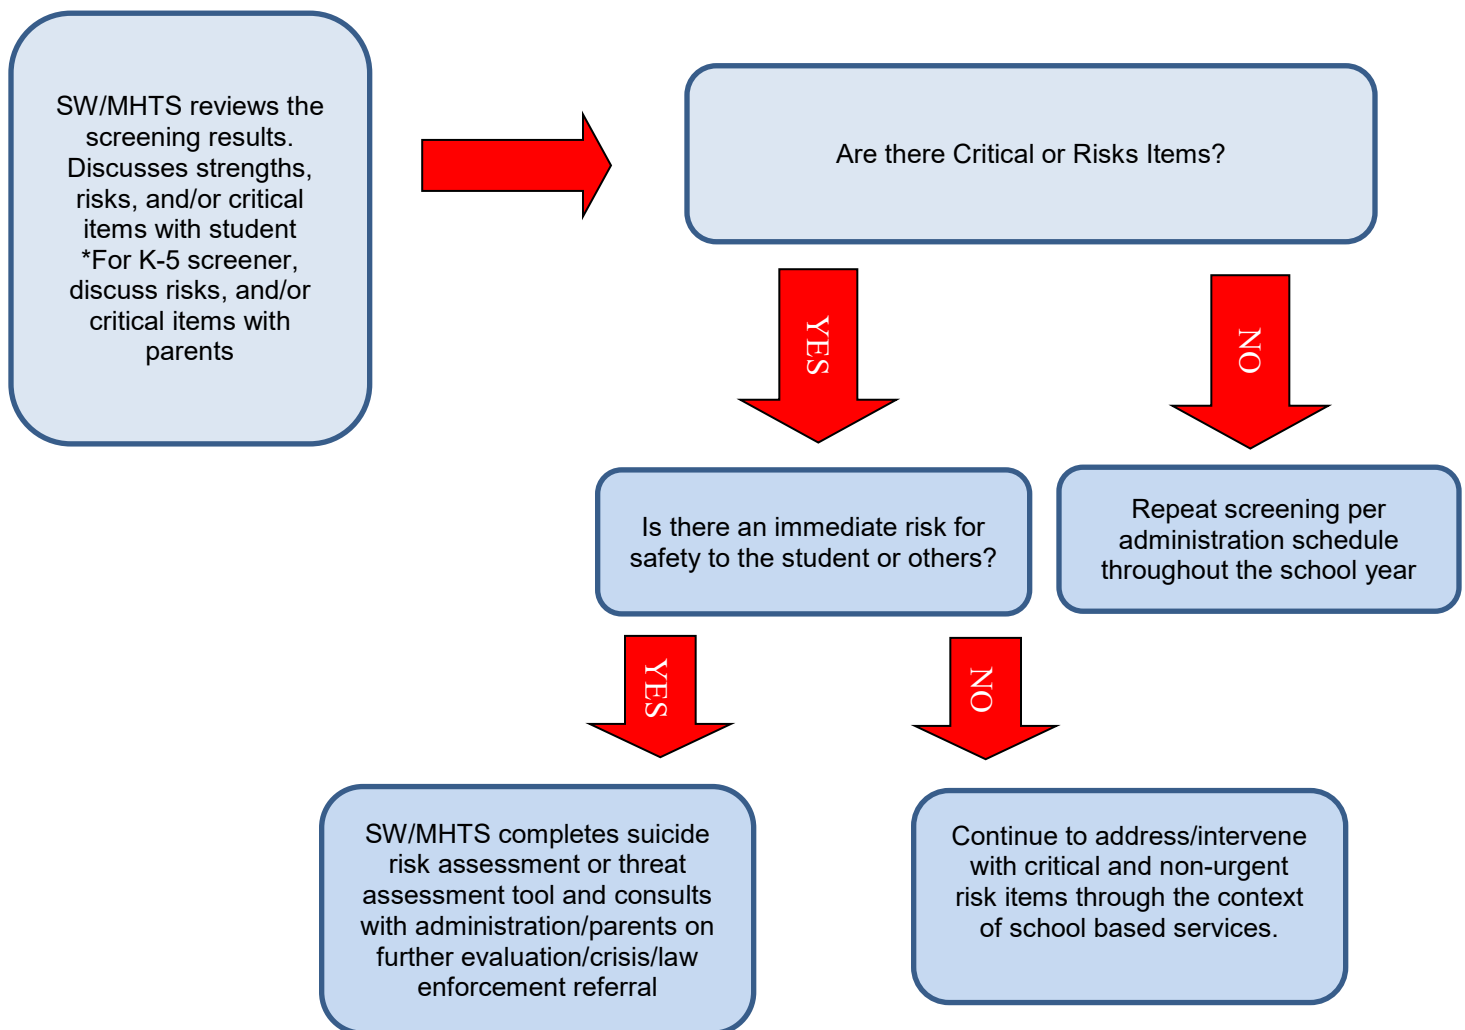 SW/MHTS reviews the
screening results.
Discusses strengths,
risks, and/or critical
items with student
*For K-5 screener,
discuss risks, and/or
critical items with
parents
Are there Critical or Risks Items?
YES
NO
Is there an immediate risk for
safety to the student or others?
Repeat screening per
administration schedule
throughout the school year
YES
NO
SW/MHTS completes suicide
risk assessment or threat
assessment tool and consults
with administration/parents on
further evaluation/crisis/law
enforcement referral
Continue to address/intervene
with critical and non-urgent
risk items through the context
of school based services.